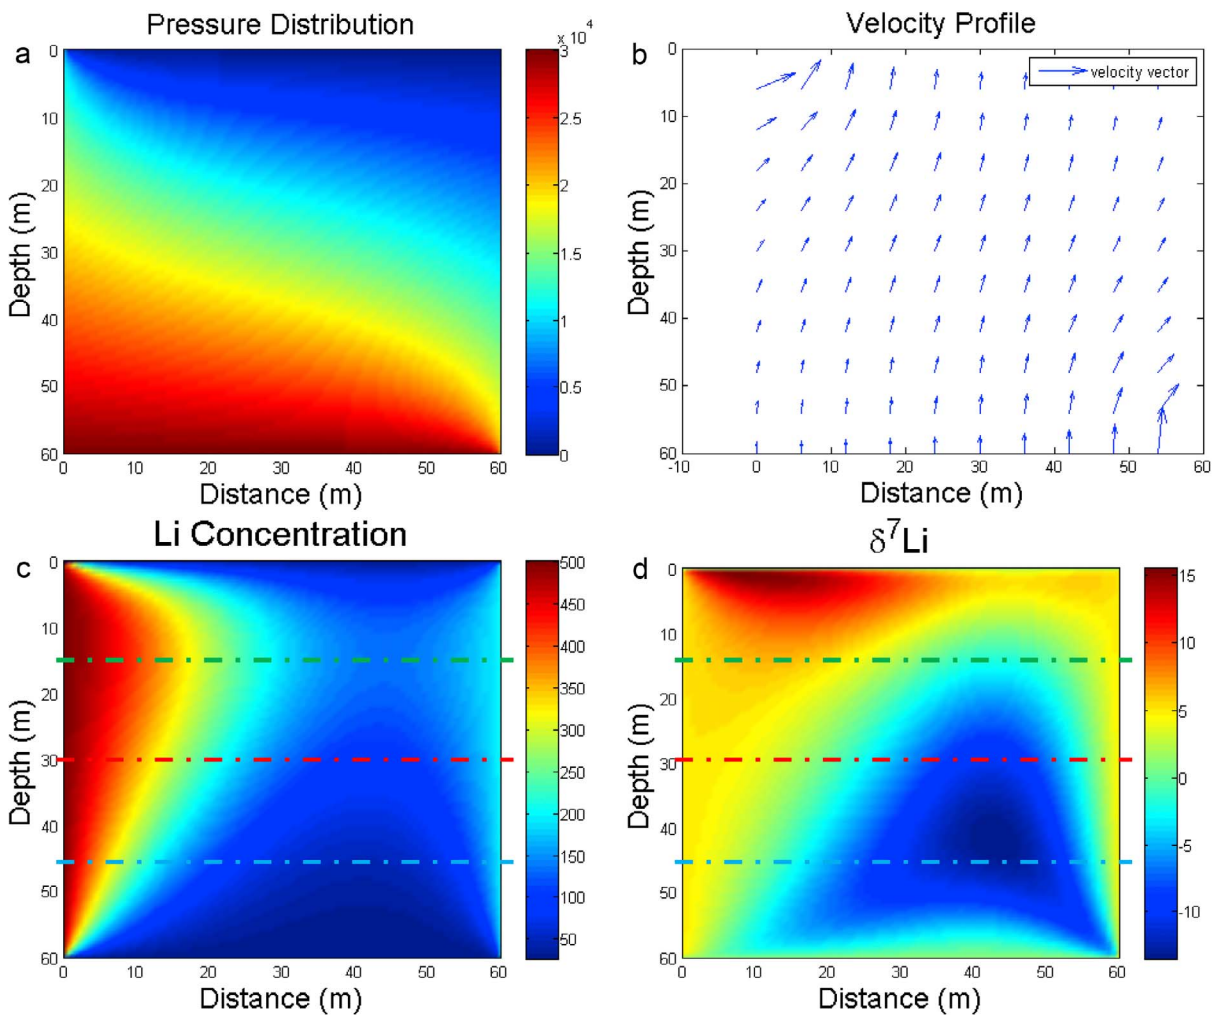 Pressure Distribution
a
x 10^4
0
10
20
30
40
50
60
Depth (m)
0 10 20 30 40 50 60
Distance (m)
3
2.5
2
1.5
1
0.5
0
Velocity Profile
b
velocity vector
0
10
20
30
40
50
60
Depth (m)
-10 0 10 20 30 40 50 60
Distance (m)
Li Concentration
c
0
10
20
30
40
50
60
Depth (m)
0 10 20 30 40 50 60
Distance (m)
500
450
400
350
300
250
200
150
100
50
δ⁷Li
d
0
10
20
30
40
50
60
Depth (m)
0 10 20 30 40 50 60
Distance (m)
15
10
5
0
-5
-10